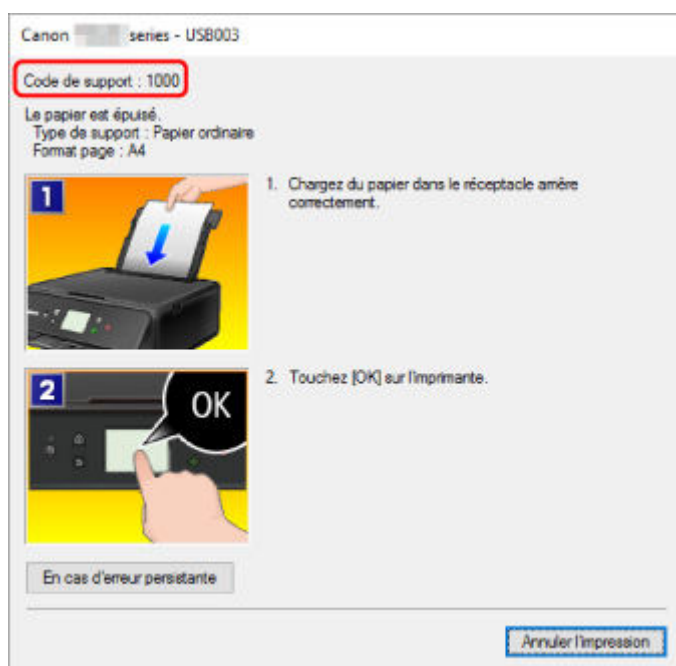 Canon series - USB003
Code de support : 1000
Le papier est épuisé.
Type de support : Papier ordinaire
Format page : A4
1
1. Chargez du papier dans le réceptacle arrière
correctement.
2
OK
2. Touchez [OK] sur l'imprimante.
En cas d'erreur persistante
Annuler l'impression